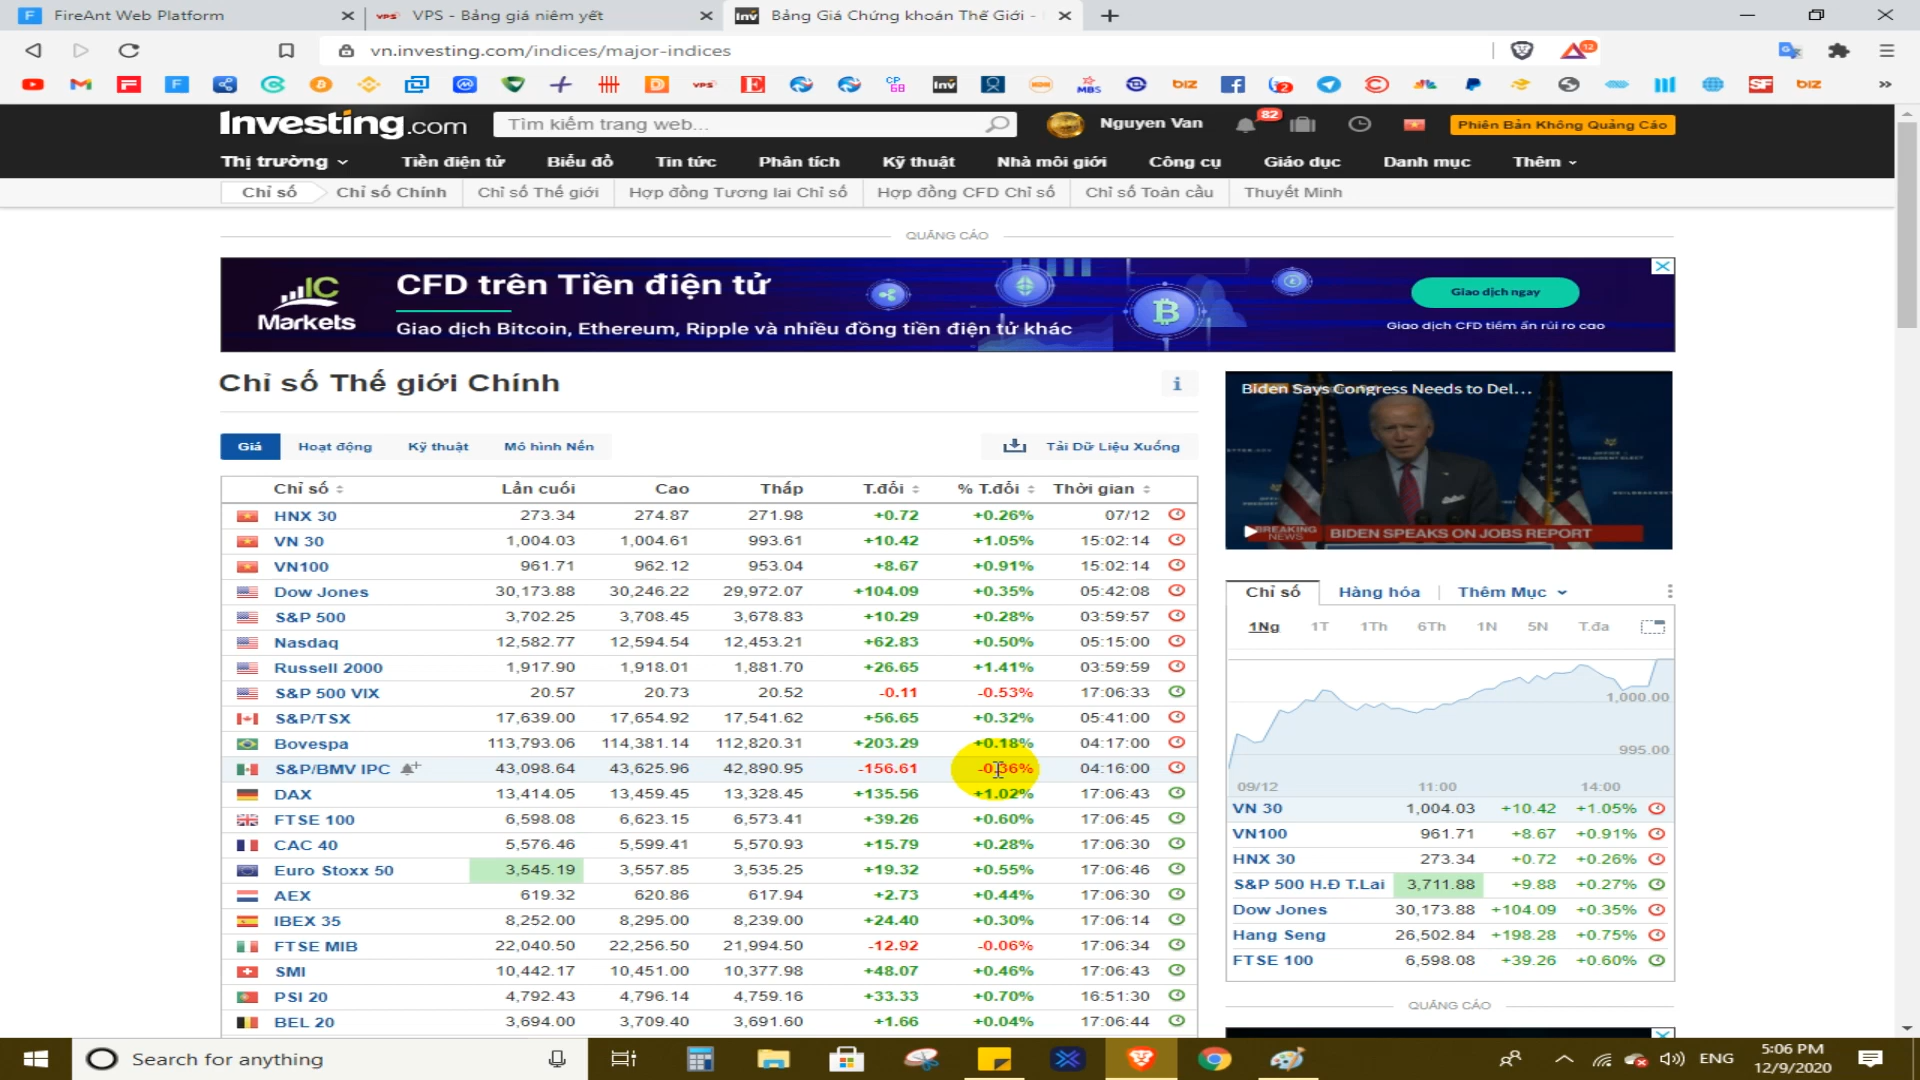 FireAnt Web Platform
VPS - Bảng giá niêm yết
Bảng Giá Chứng khoán Thế Giới -
vn.investing.com/indices/major-indices
12
Investing.com
Tìm kiếm trang web...
Nguyen Van
82
Phiên Bản Không Quảng Cáo
Thị trường
Tiền điện tử
Biểu đồ
Tin tức
Phân tích
Kỹ thuật
Nhà môi giới
Công cụ
Giáo dục
Danh mục
Thêm
Chỉ số
Chỉ số Chính
Chỉ số Thế giới
Hợp đồng Tương lai Chỉ số
Hợp đồng CFD Chỉ số
Chỉ số Toàn cầu
Thuyết Minh
QUẢNG CÁO
IC Markets
CFD trên Tiền điện tử
Giao dịch Bitcoin, Ethereum, Ripple và nhiều đồng tiền điện tử khác
Giao dịch ngay
Giao dịch CFD tiềm ẩn rủi ro cao
Chỉ số Thế giới Chính
Giá Hoạt động Kỹ thuật Mô hình Nến Tải Dữ Liệu Xuống
Chỉ số Lần cuối Cao Thấp T.đổi % T.đổi Thời gian
HNX 30 273.34 274.87 271.98 +0.72 +0.26% 07/12
VN 30 1,004.03 1,004.61 993.61 +10.42 +1.05% 15:02:14
VN100 961.71 962.12 953.04 +8.67 +0.91% 15:02:14
Dow Jones 30,173.88 30,246.22 29,972.07 +104.09 +0.35% 05:42:08
S&P 500 3,702.25 3,708.45 3,678.83 +10.29 +0.28% 03:59:57
Nasdaq 12,582.77 12,594.54 12,453.21 +62.83 +0.50% 05:15:00
Russell 2000 1,917.90 1,918.01 1,881.70 +26.65 +1.41% 03:59:59
S&P 500 VIX 20.57 20.73 20.52 -0.11 -0.53% 17:06:33
S&P/TSX 17,639.00 17,654.92 17,541.62 +56.65 +0.32% 05:41:00
Bovespa 113,793.06 114,381.14 112,820.31 +203.29 +0.18% 04:17:00
S&P/BMV IPC 43,098.64 43,625.96 42,890.95 -156.61 -0.36% 04:16:00
DAX 13,414.05 13,459.45 13,328.45 +135.56 +1.02% 17:06:43
FTSE 100 6,598.08 6,623.15 6,573.41 +39.26 +0.60% 17:06:45
CAC 40 5,576.46 5,599.41 5,570.93 +15.79 +0.28% 17:06:30
Euro Stoxx 50 3,545.19 3,557.85 3,535.25 +19.32 +0.55% 17:06:46
AEX 619.32 620.86 617.94 +2.73 +0.44% 17:06:30
IBEX 35 8,252.00 8,295.00 8,239.00 +24.40 +0.30% 17:06:14
FTSE MIB 22,040.50 22,256.50 21,994.50 -12.92 -0.06% 17:06:34
SMI 10,442.17 10,451.00 10,377.98 +48.07 +0.46% 17:06:43
PSI 20 4,792.43 4,796.14 4,759.16 +33.33 +0.70% 16:51:30
BEL 20 3,694.00 3,709.40 3,691.60 +1.66 +0.04% 17:06:44
Biden Says Congress Needs to Del...
BREAKING NEWS
BIDEN SPEAKS ON JOBS REPORT
Chỉ số Hàng hóa Thêm Mục
1Ng 1T 1Th 6Th 1N 5N T.đa
1,000.00
995.00
09/12 11:00 14:00
VN 30 1,004.03 +10.42 +1.05%
VN100 961.71 +8.67 +0.91%
HNX 30 273.34 +0.72 +0.26%
S&P 500 H.Đ T.Lai 3,711.88 +9.88 +0.27%
Dow Jones 30,173.88 +104.09 +0.35%
Hang Seng 26,502.84 +198.28 +0.75%
FTSE 100 6,598.08 +39.26 +0.60%
QUẢNG CÁO
Search for anything
ENG
5:06 PM
12/9/2020